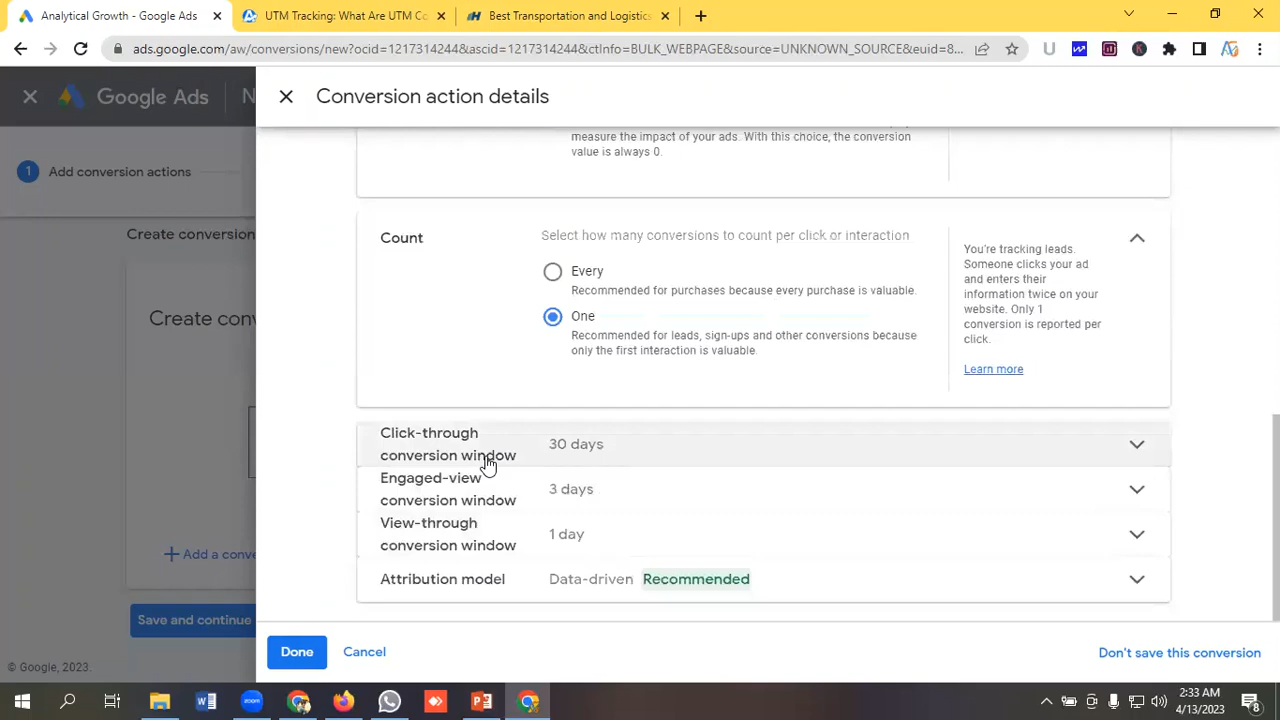 Analytical Growth - Google Ads
UTM Tracking: What Are UTM Co
Best Transportation and Logistics
ads.google.com/aw/conversions/new?ocid=1217314244&ascid=1217314244&ctInfo=BULK_WEBPAGE&source=UNKNOWN_SOURCE&euid=8...
Google Ads
N
Conversion action details
1
Add conversion actions
measure the impact of your ads. With this choice, the conversion
value is always 0.
Create conversion
Create conv
Add a conve
Save and continue
© Google, 2023.
Count
Select how many conversions to count per click or interaction
Every
Recommended for purchases because every purchase is valuable.
One
Recommended for leads, sign-ups and other conversions because
only the first interaction is valuable.
You're tracking leads.
Someone clicks your ad
and enters their
information twice on your
website. Only 1
conversion is reported per
click.
Learn more
Click-through
conversion window
30 days
Engaged-view
conversion window
3 days
View-through
conversion window
1 day
Attribution model
Data-driven
Recommended
Done
Cancel
Don't save this conversion
2:33 AM
4/13/2023
8